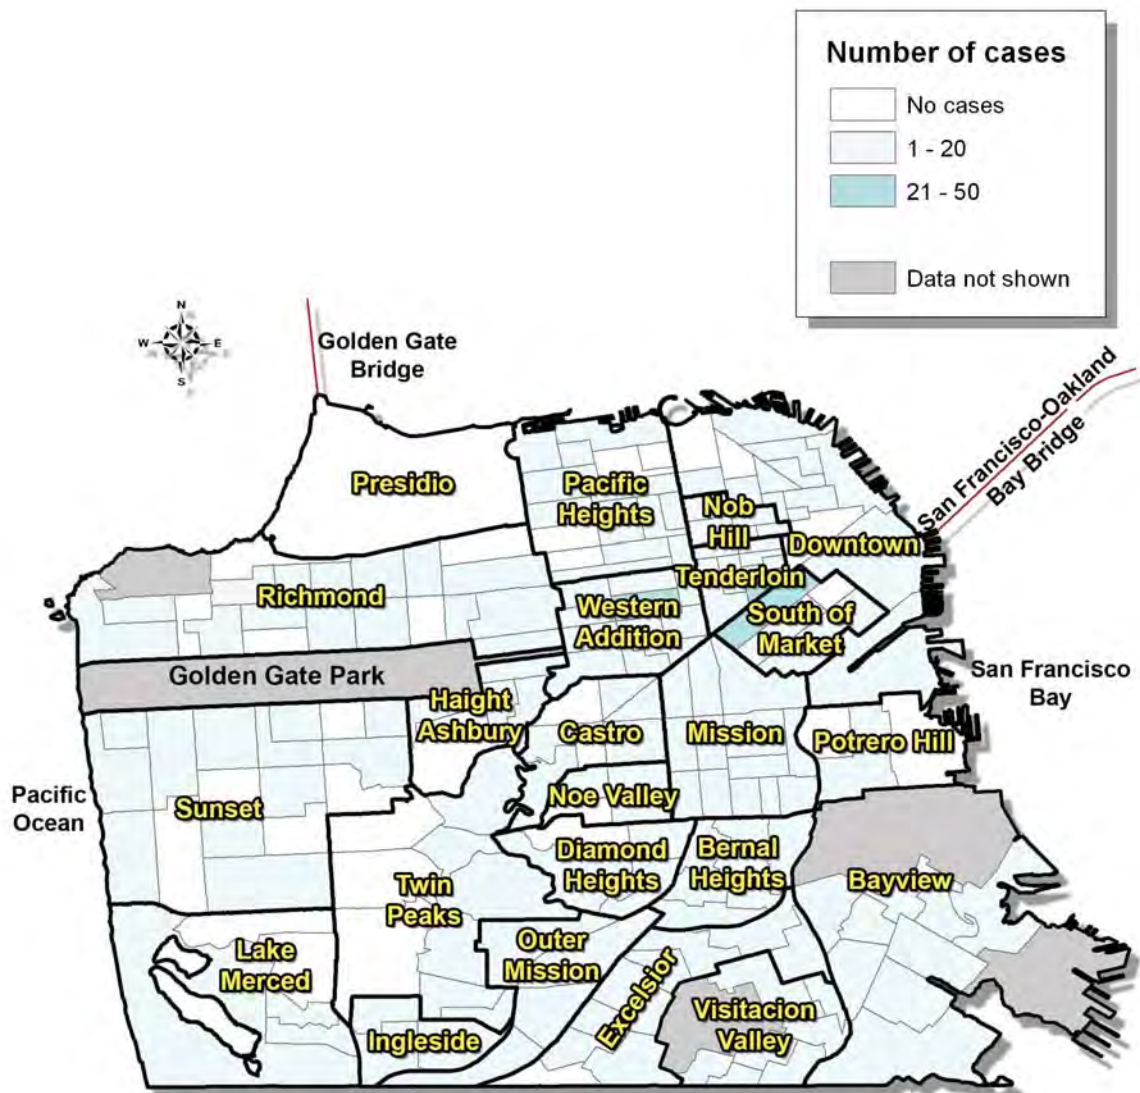 Number of cases
No cases
1 - 20
21 - 50
Data not shown
N
W
E
S
Golden Gate
Bridge
San Francisco-Oakland
Bay Bridge
Presidio
Pacific
Heights
Nob
Hill
Downtown
Richmond
Tenderloin
Western
Addition
South of
Market
Golden Gate Park
San Francisco
Bay
Haight
Ashbury
Castro
Mission
Potrero Hill
Pacific
Ocean
Sunset
Noe Valley
Diamond
Heights
Bernal
Heights
Bayview
Twin
Peaks
Lake
Merced
Outer
Mission
Excelsior
Visitacion
Valley
Ingleside